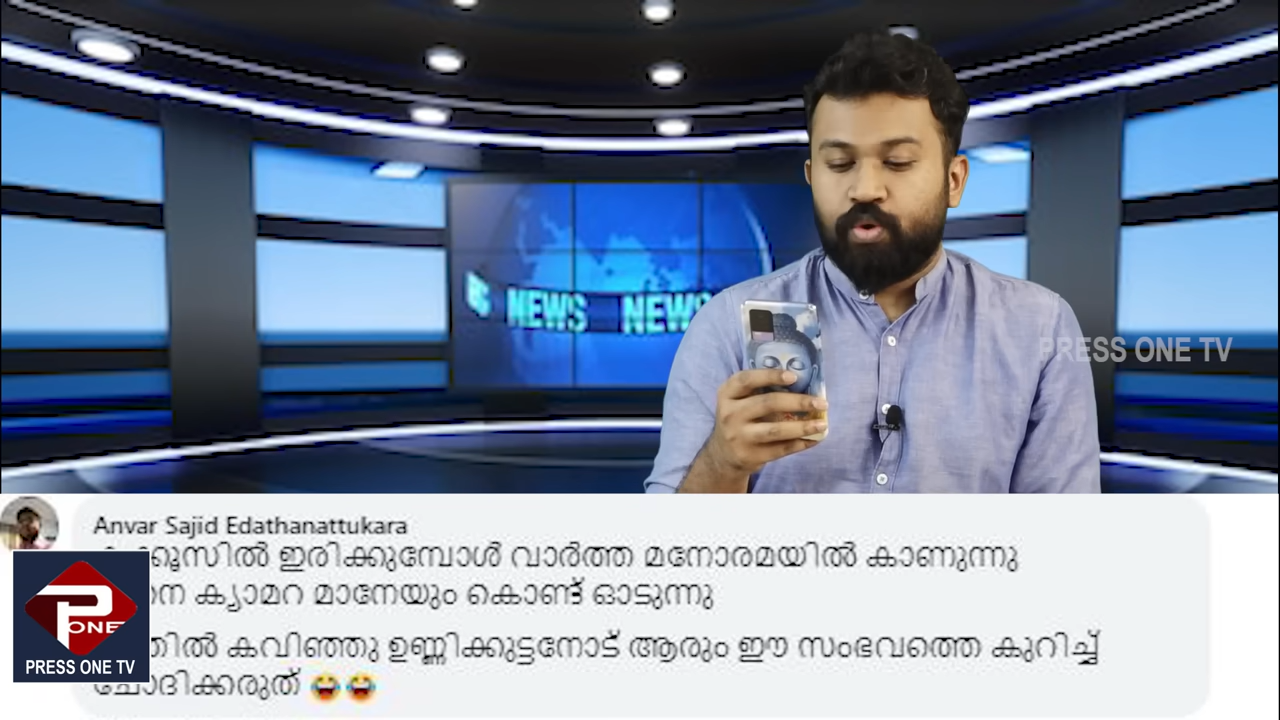 NEWS NEWS
PRESS ONE TV
Anvar Sajid Edathanattukara
ഇരിക്കുമ്പോൾ വാർത്ത മനോരമയിൽ കാണുന്നു
ക്യാമറ മാനേയും കൊണ്ട് ഓടുന്നു
കവിഞ്ഞു ഉണ്ണിക്കുട്ടനോട് ആരും ഈ സംഭവത്തെ കുറിച്ച്
ചോദിക്കരുത് 😂😂
P ONE
PRESS ONE TV